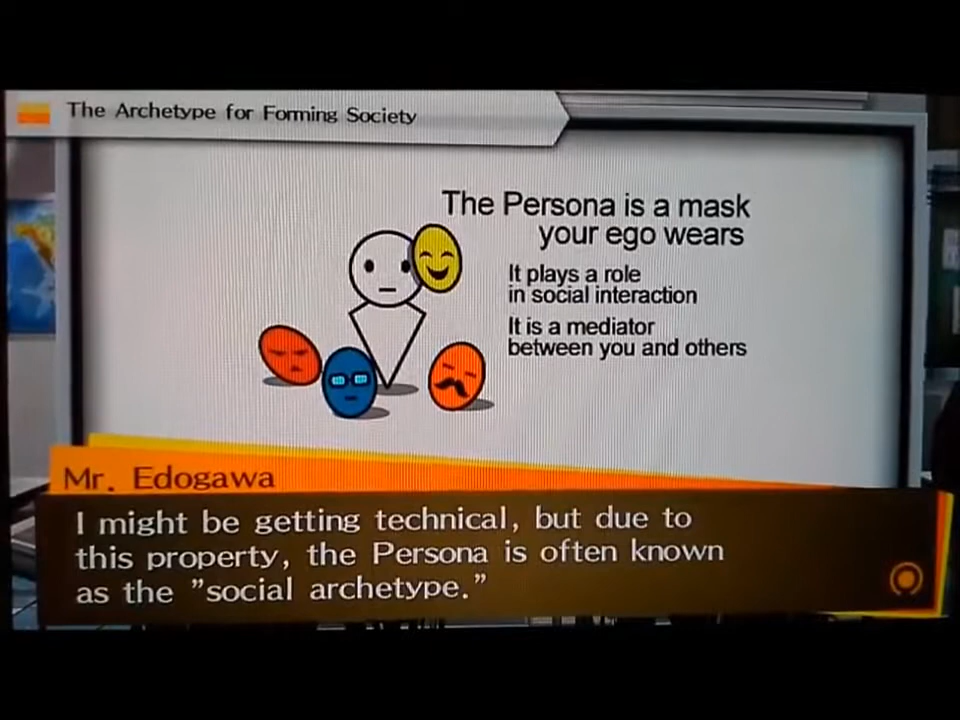 The Archetype for Forming Society
The Persona is a mask
your ego wears
It plays a role
in social interaction
It is a mediator
between you and others
Mr. Edogawa
I might be getting technical, but due to
this property, the Persona is often known
as the "social archetype."